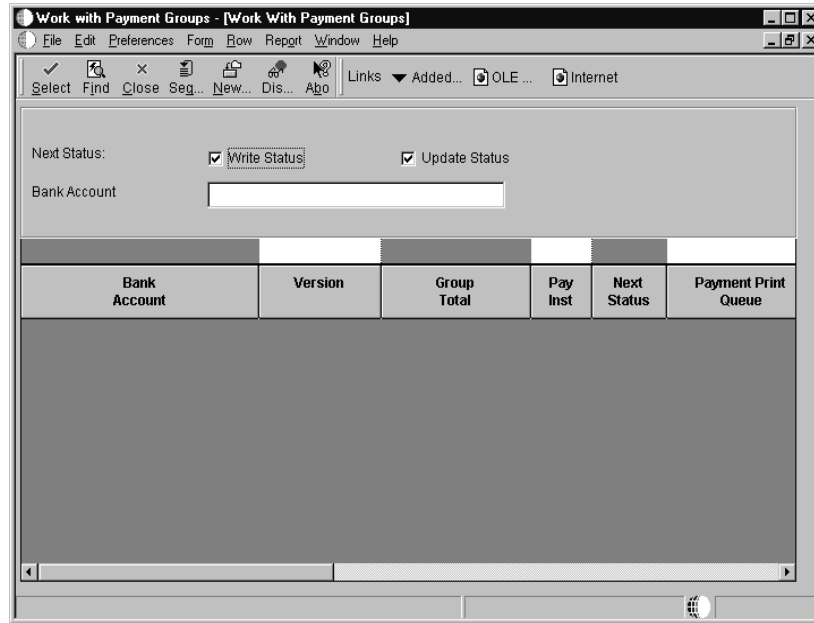 Work with Payment Groups - [Work With Payment Groups]
File Edit Preferences Form Row Report Window Help
Select Find Close Seq... New... Dis... Abo Links Added... OLE ... Internet
Next Status: Write Status Update Status
Bank Account
Bank Account Version Group Total Pay Inst Next Status Payment Print Queue